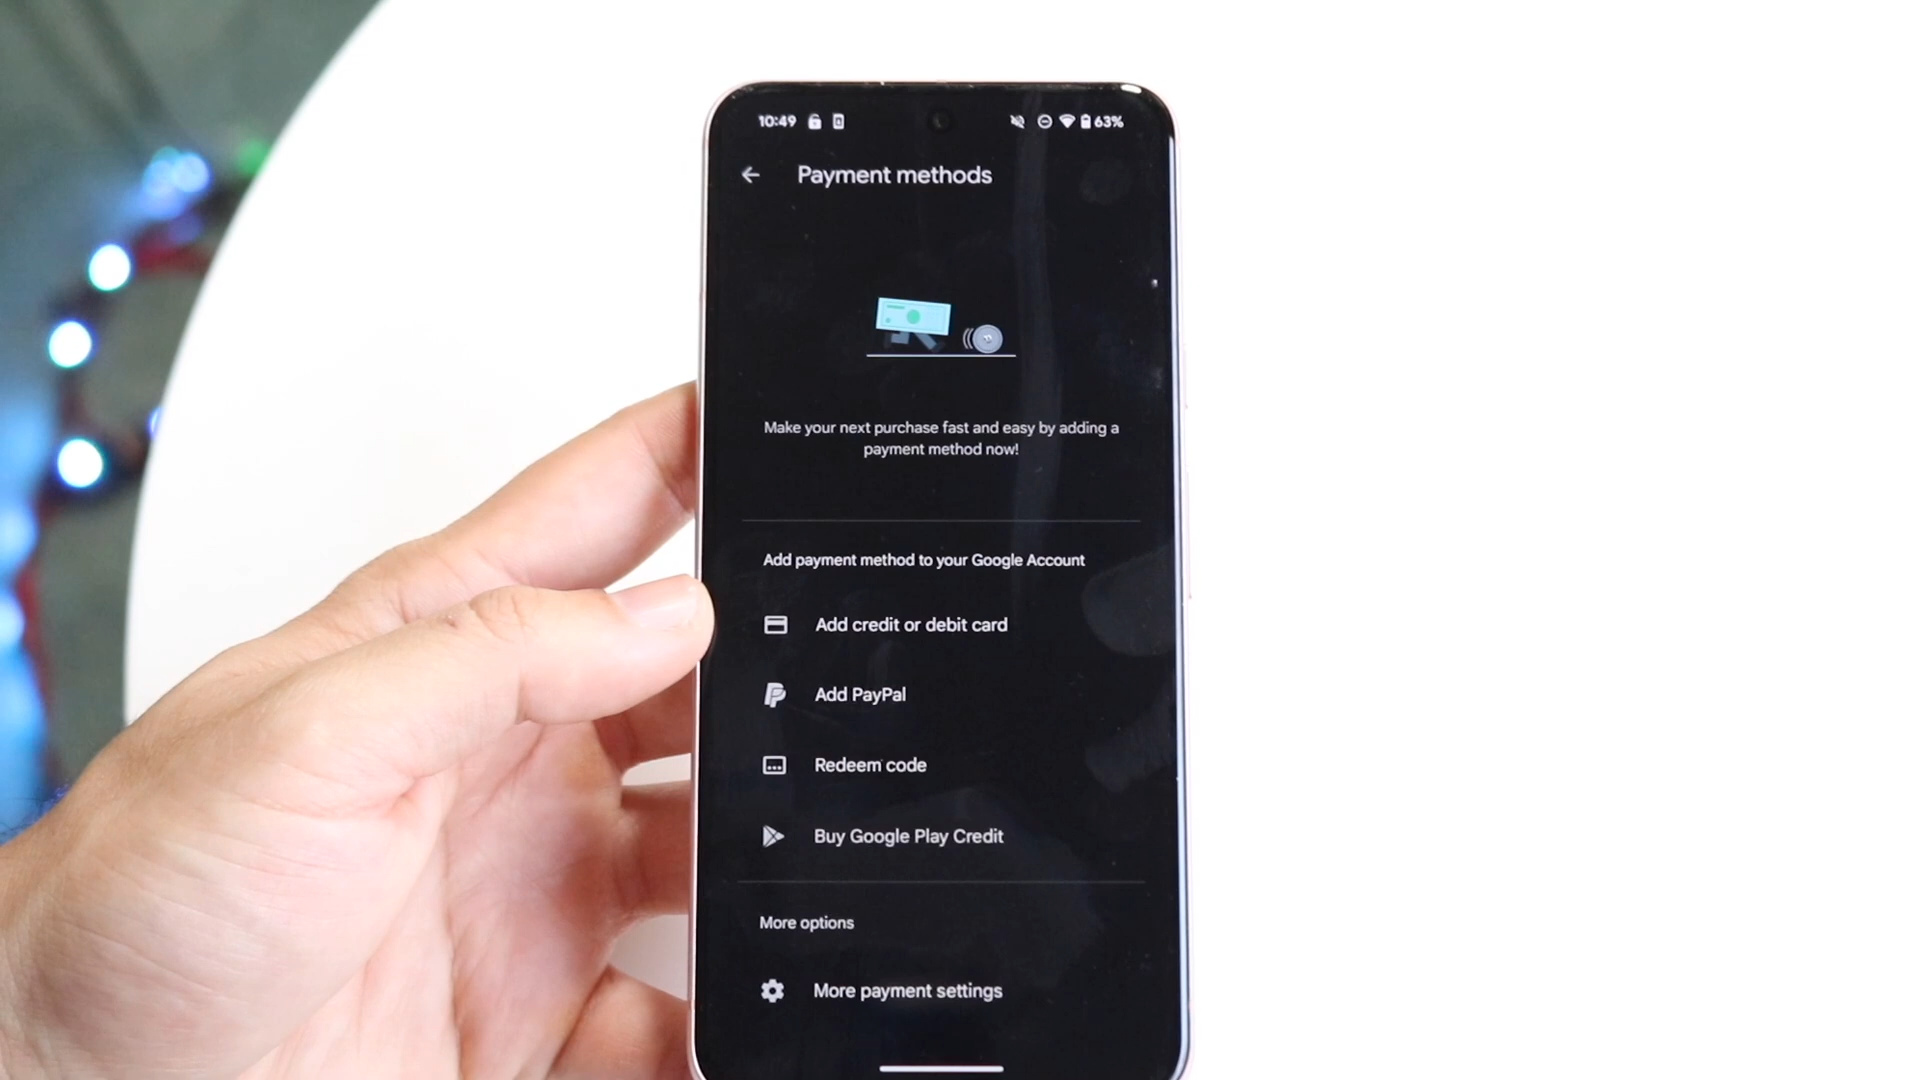 10:49 63%
Payment methods
Make your next purchase fast and easy by adding a
payment method now!
Add payment method to your Google Account
Add credit or debit card
Add PayPal
Redeem code
Buy Google Play Credit
More options
More payment settings